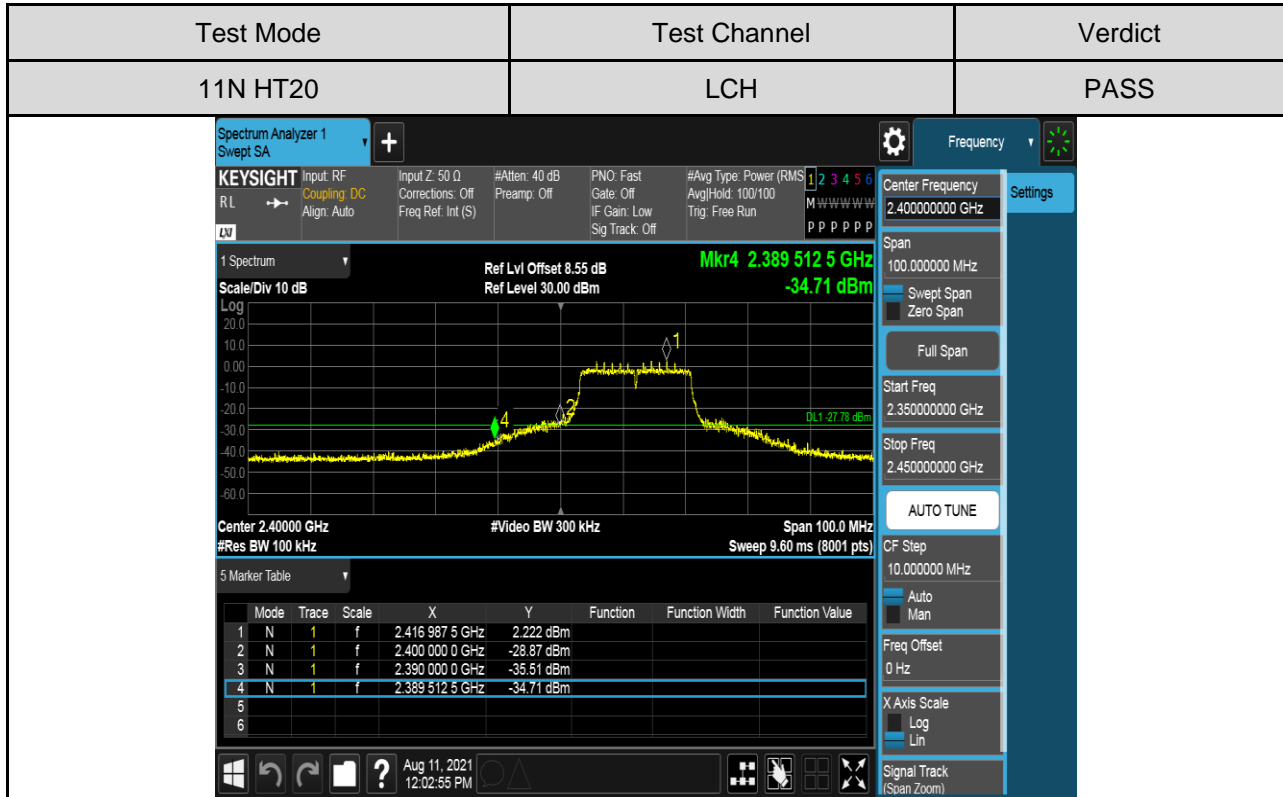 Test Mode Test Channel Verdict
11N HT20 LCH PASS
Spectrum Analyzer 1
Swept SA
+
Frequency
KEYSIGHT Input: RF Input Z: 50 Ω #Atten: 40 dB PNO: Fast #Avg Type: Power (RMS 1 2 3 4 5 6
RL Coupling: DC Corrections: Off Preamp: Off Gate: Off Avg|Hold: 100/100 M W W W W W
Align: Auto Freq Ref: Int (S) IF Gain: Low Trig: Free Run
LXI Sig Track: Off P P P P P P
1 Spectrum
Ref Lvl Offset 8.55 dB Mkr4 2.389 512 5 GHz
Scale/Div 10 dB Ref Level 30.00 dBm -34.71 dBm
Log
20.0
10.0
0.00
-10.0
-20.0
-30.0
-40.0
-50.0
-60.0
1
2
4
DL1 -27.78 dBm
Center 2.40000 GHz #Video BW 300 kHz Span 100.0 MHz
#Res BW 100 kHz Sweep 9.60 ms (8001 pts)
5 Marker Table
Mode Trace Scale X Y Function Function Width Function Value
1 N 1 f 2.416 987 5 GHz 2.222 dBm
2 N 1 f 2.400 000 0 GHz -28.87 dBm
3 N 1 f 2.390 000 0 GHz -35.51 dBm
4 N 1 f 2.389 512 5 GHz -34.71 dBm
5
6
?
Aug 11, 2021
12:02:55 PM
Center Frequency
2.400000000 GHz
Settings
Span
100.000000 MHz
Swept Span
Zero Span
Full Span
Start Freq
2.350000000 GHz
Stop Freq
2.450000000 GHz
AUTO TUNE
CF Step
10.000000 MHz
Auto
Man
Freq Offset
0 Hz
X Axis Scale
Log
Lin
Signal Track
(Span Zoom)